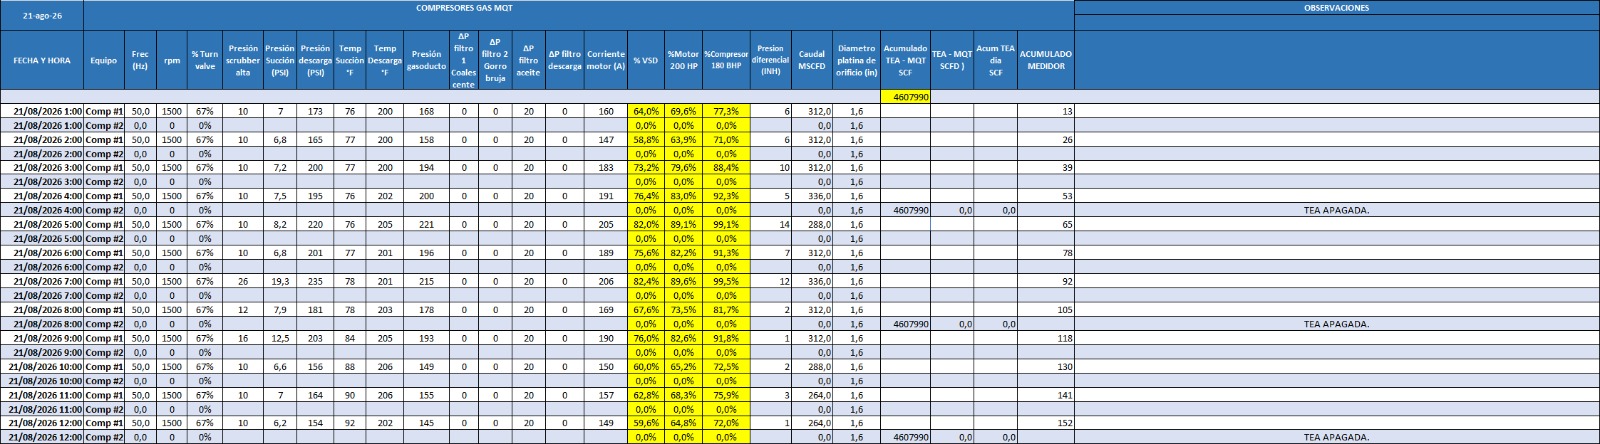 21-ago-26 COMPRESORES GAS MQT OBSERVACIONES
FECHA Y HORA Equipo Frec (Hz) rpm % Turn valve Presión scrubber alta Presión Succión (PSI) Presión descarga (PSI) Temp Succión °F Temp Descarga °F Presión gasoducto ΔP filtro 1 Coalescente ΔP filtro 2 Gorro bruja ΔP filtro aceite ΔP filtro descarga Corriente motor (A) % VSD %Motor 200 HP %Compresor 180 BHP Presion diferencial (INH) Caudal MSCFD Diametro platina de orificio (in) Acumulado TEA - MQT SCF TEA - MQT SCFD ) Acum TEA dia SCF ACUMULADO MEDIDOR
4607990
21/08/2026 1:00 Comp #1 50,0 1500 67% 10 7 173 76 200 168 0 0 20 0 160 64,0% 69,6% 77,3% 6 312,0 1,6 13
21/08/2026 1:00 Comp #2 0,0 0 0% 0,0% 0,0% 0,0% 0,0 1,6
21/08/2026 2:00 Comp #1 50,0 1500 67% 10 6,8 165 77 200 158 0 0 20 0 147 58,8% 63,9% 71,0% 6 312,0 1,6 26
21/08/2026 2:00 Comp #2 0,0 0 0% 0,0% 0,0% 0,0% 0,0 1,6
21/08/2026 3:00 Comp #1 50,0 1500 67% 10 7,2 200 77 200 194 0 0 20 0 183 73,2% 79,6% 88,4% 10 312,0 1,6 39
21/08/2026 3:00 Comp #2 0,0 0 0% 0,0% 0,0% 0,0% 0,0 1,6
21/08/2026 4:00 Comp #1 50,0 1500 67% 10 7,5 195 76 202 200 0 0 20 0 191 76,4% 83,0% 92,3% 5 336,0 1,6 53
21/08/2026 4:00 Comp #2 0,0 0 0% 0,0% 0,0% 0,0% 0,0 1,6 4607990 0,0 0,0 TEA APAGADA.
21/08/2026 5:00 Comp #1 50,0 1500 67% 10 8,2 220 76 205 221 0 0 20 0 205 82,0% 89,1% 99,1% 14 288,0 1,6 65
21/08/2026 5:00 Comp #2 0,0 0 0% 0,0% 0,0% 0,0% 0,0 1,6
21/08/2026 6:00 Comp #1 50,0 1500 67% 10 6,8 201 77 201 196 0 0 20 0 189 75,6% 82,2% 91,3% 7 312,0 1,6 78
21/08/2026 6:00 Comp #2 0,0 0 0% 0,0% 0,0% 0,0% 0,0 1,6
21/08/2026 7:00 Comp #1 50,0 1500 67% 26 19,3 235 78 201 215 0 0 20 0 206 82,4% 89,6% 99,5% 12 336,0 1,6 92
21/08/2026 7:00 Comp #2 0,0 0 0% 0,0% 0,0% 0,0% 0,0 1,6
21/08/2026 8:00 Comp #1 50,0 1500 67% 12 7,9 181 78 203 178 0 0 20 0 169 67,6% 73,5% 81,7% 2 312,0 1,6 105
21/08/2026 8:00 Comp #2 0,0 0 0% 0,0% 0,0% 0,0% 0,0 1,6 4607990 0,0 0,0 TEA APAGADA.
21/08/2026 9:00 Comp #1 50,0 1500 67% 16 12,5 203 84 205 193 0 0 20 0 190 76,0% 82,6% 91,8% 1 312,0 1,6 118
21/08/2026 9:00 Comp #2 0,0 0 0% 0,0% 0,0% 0,0% 0,0 1,6
21/08/2026 10:00 Comp #1 50,0 1500 67% 10 6,6 156 88 206 149 0 0 20 0 150 60,0% 65,2% 72,5% 2 288,0 1,6 130
21/08/2026 10:00 Comp #2 0,0 0 0% 0,0% 0,0% 0,0% 0,0 1,6
21/08/2026 11:00 Comp #1 50,0 1500 67% 10 7 164 90 206 155 0 0 20 0 157 62,8% 68,3% 75,9% 3 264,0 1,6 141
21/08/2026 11:00 Comp #2 0,0 0 0% 0,0% 0,0% 0,0% 0,0 1,6
21/08/2026 12:00 Comp #1 50,0 1500 67% 10 6,2 154 92 202 145 0 0 20 0 149 59,6% 64,8% 72,0% 1 264,0 1,6 152
21/08/2026 12:00 Comp #2 0,0 0 0% 0,0% 0,0% 0,0% 0,0 1,6 4607990 0,0 0,0 TEA APAGADA.